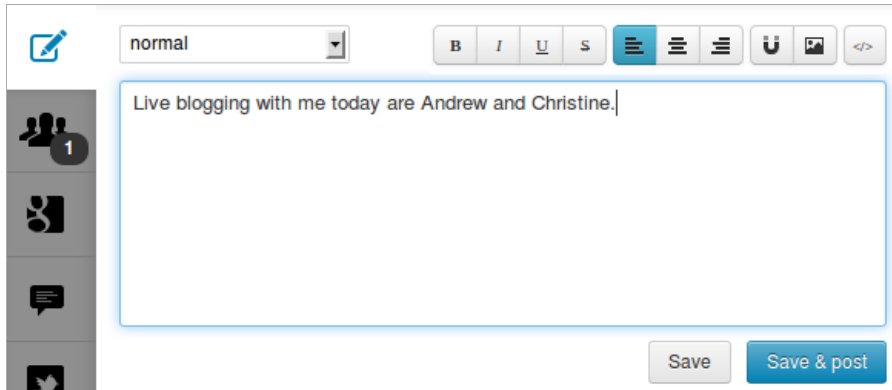 normal
B I U S </>
Live blogging with me today are Andrew and Christine.
1
Save Save & post